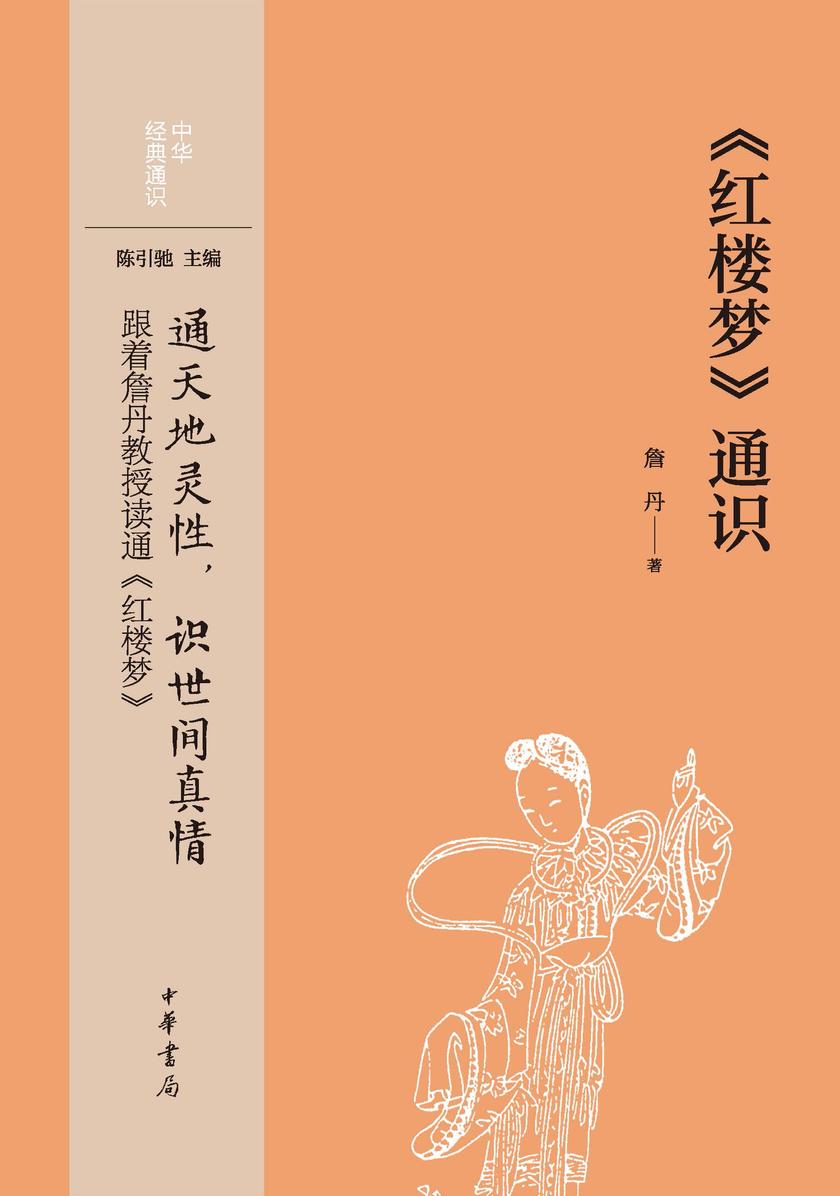 《红楼梦》通识
詹丹——著
中华
经典通识
陈引驰 主编
通天地灵性，识世间真情
跟着詹丹教授读通《红楼梦》
中華書局